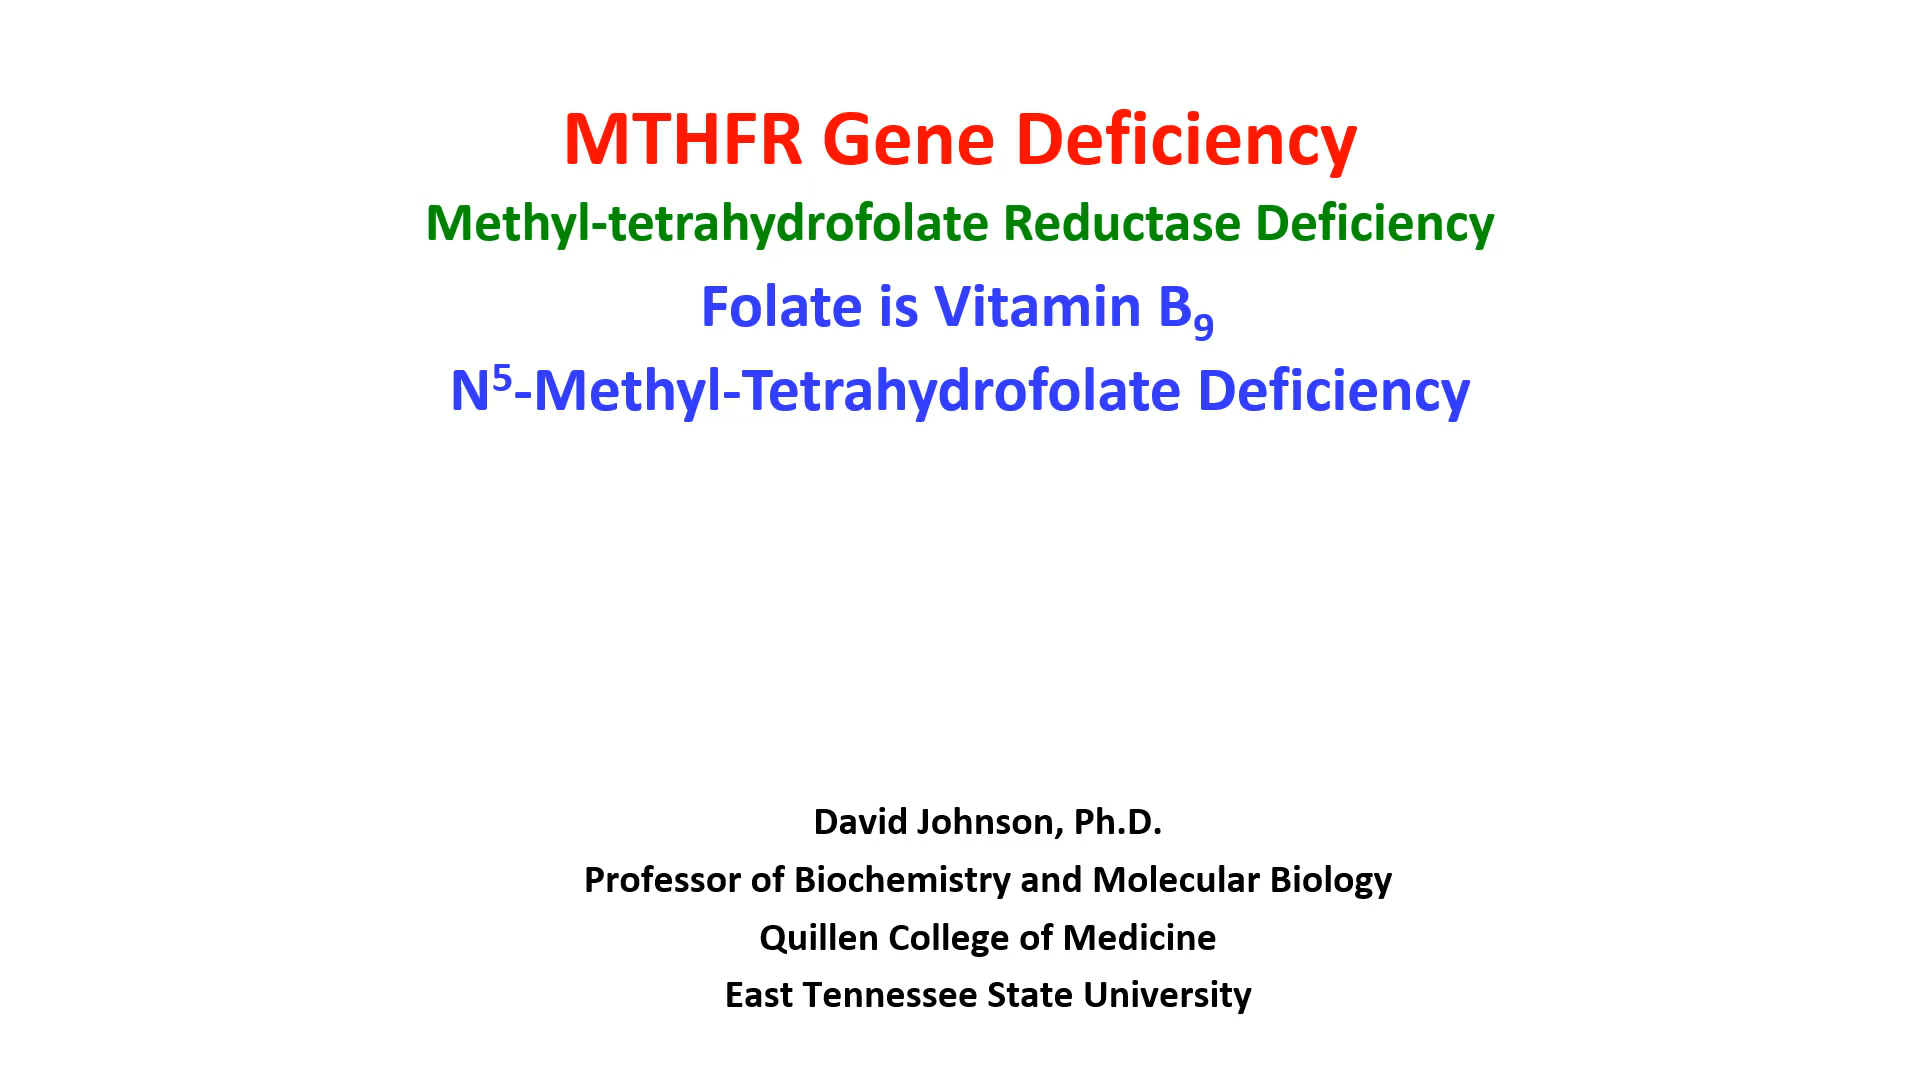 MTHFR Gene Deficiency
Methyl-tetrahydrofolate Reductase Deficiency
Folate is Vitamin B₉
N⁵-Methyl-Tetrahydrofolate Deficiency
David Johnson, Ph.D.
Professor of Biochemistry and Molecular Biology
Quillen College of Medicine
East Tennessee State University